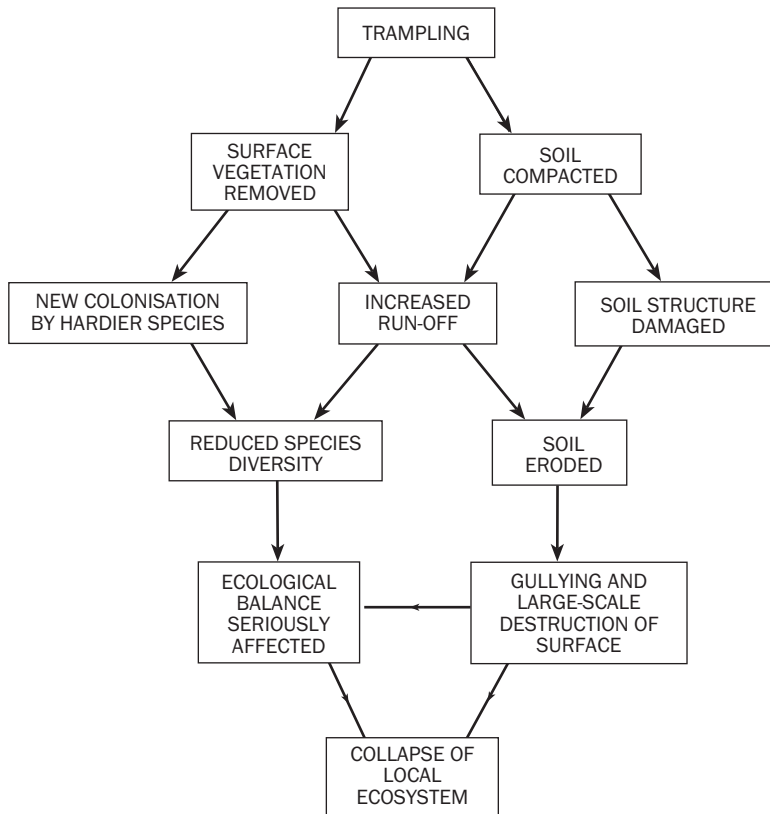 TRAMPLING
SURFACE
VEGETATION
REMOVED
SOIL
COMPACTED
NEW COLONISATION
BY HARDIER SPECIES
INCREASED
RUN-OFF
SOIL STRUCTURE
DAMAGED
REDUCED SPECIES
DIVERSITY
SOIL
ERODED
ECOLOGICAL
BALANCE
SERIOUSLY
AFFECTED
GULLYING AND
LARGE-SCALE
DESTRUCTION OF
SURFACE
COLLAPSE OF
LOCAL
ECOSYSTEM